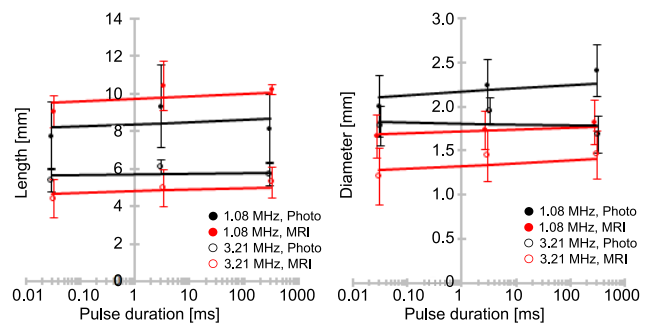 14
12
10
8
6
4
2
0
Length [mm]
1.08 MHz, Photo
1.08 MHz, MRI
3.21 MHz, Photo
3.21 MHz, MRI
0.01 0.10 1 10 100 1000
Pulse duration [ms]
3.0
2.5
2.0
1.5
1.0
0.5
0.0
Diameter [mm]
1.08 MHz, Photo
1.08 MHz, MRI
3.21 MHz, Photo
3.21 MHz, MRI
0.01 0.10 1 10 100 1000
Pulse duration [ms]